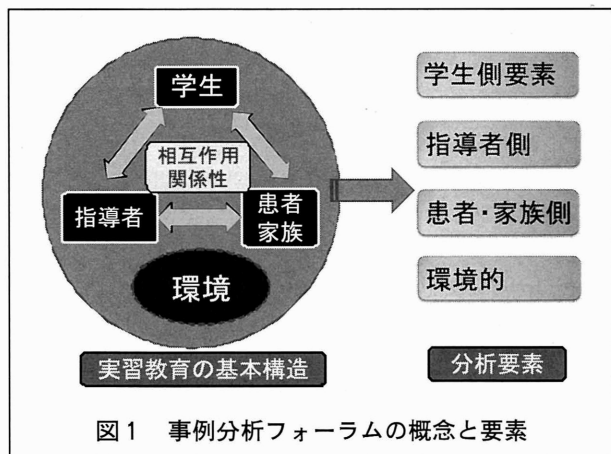 学生
相互作用
関係性
指導者
患者
家族
環境
実習教育の基本構造
学生側要素
指導者側
患者・家族側
環境的
分析要素
図1 事例分析フォーラムの概念と要素